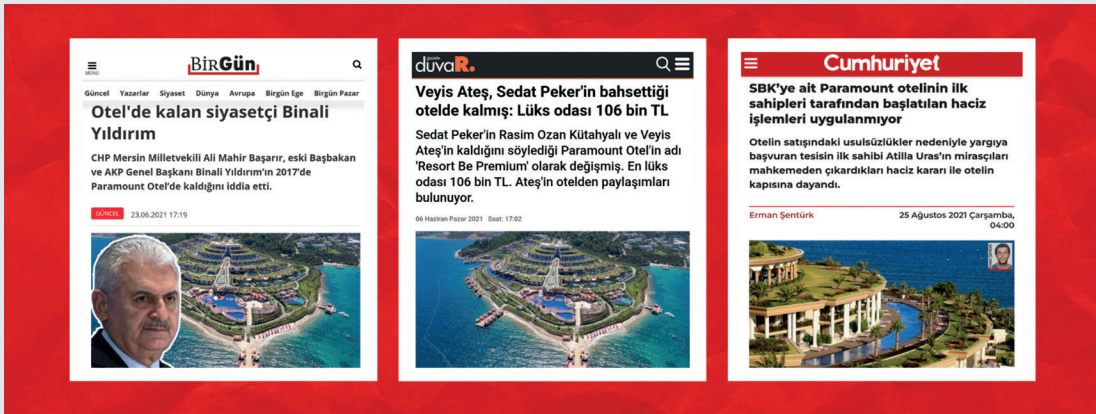 MENÜ
BirGün
Güncel Yazarlar Siyaset Dünya Avrupa Birgün Ege Birgün Pazar
Otel'de kalan siyasetçi Binali
Yıldırım
CHP Mersin Milletvekili Ali Mahir Başarır, eski Başbakan
ve AKP Genel Başkanı Binali Yıldırım'ın 2017'de
Paramount Otel'de kaldığını iddia etti.
GÜNCEL 23.06.2021 17:19
gazete
duvaR.
Veyis Ateş, Sedat Peker'in bahsettiği
otelde kalmış: Lüks odası 106 bin TL
Sedat Peker'in Rasim Ozan Kütahyalı ve Veyis
Ateş'in kaldığını söylediği Paramount Otel'in adı
'Resort Be Premium' olarak değişmiş. En lüks
odası 106 bin TL. Ateş'in otelden paylaşımları
bulunuyor.
06 Haziran Pazar 2021 Saat: 17:02
Cumhuriyet
SBK'ye ait Paramount otelinin ilk
sahipleri tarafından başlatılan haciz
işlemleri uygulanmıyor
Otelin satışındaki usulsüzlükler nedeniyle yargıya
başvuran tesisin ilk sahibi Atilla Uras'ın mirasçıları
mahkemeden çıkardıkları haciz kararı ile otelin
kapısına dayandı.
Erman Şentürk 25 Ağustos 2021 Çarşamba,
04:00